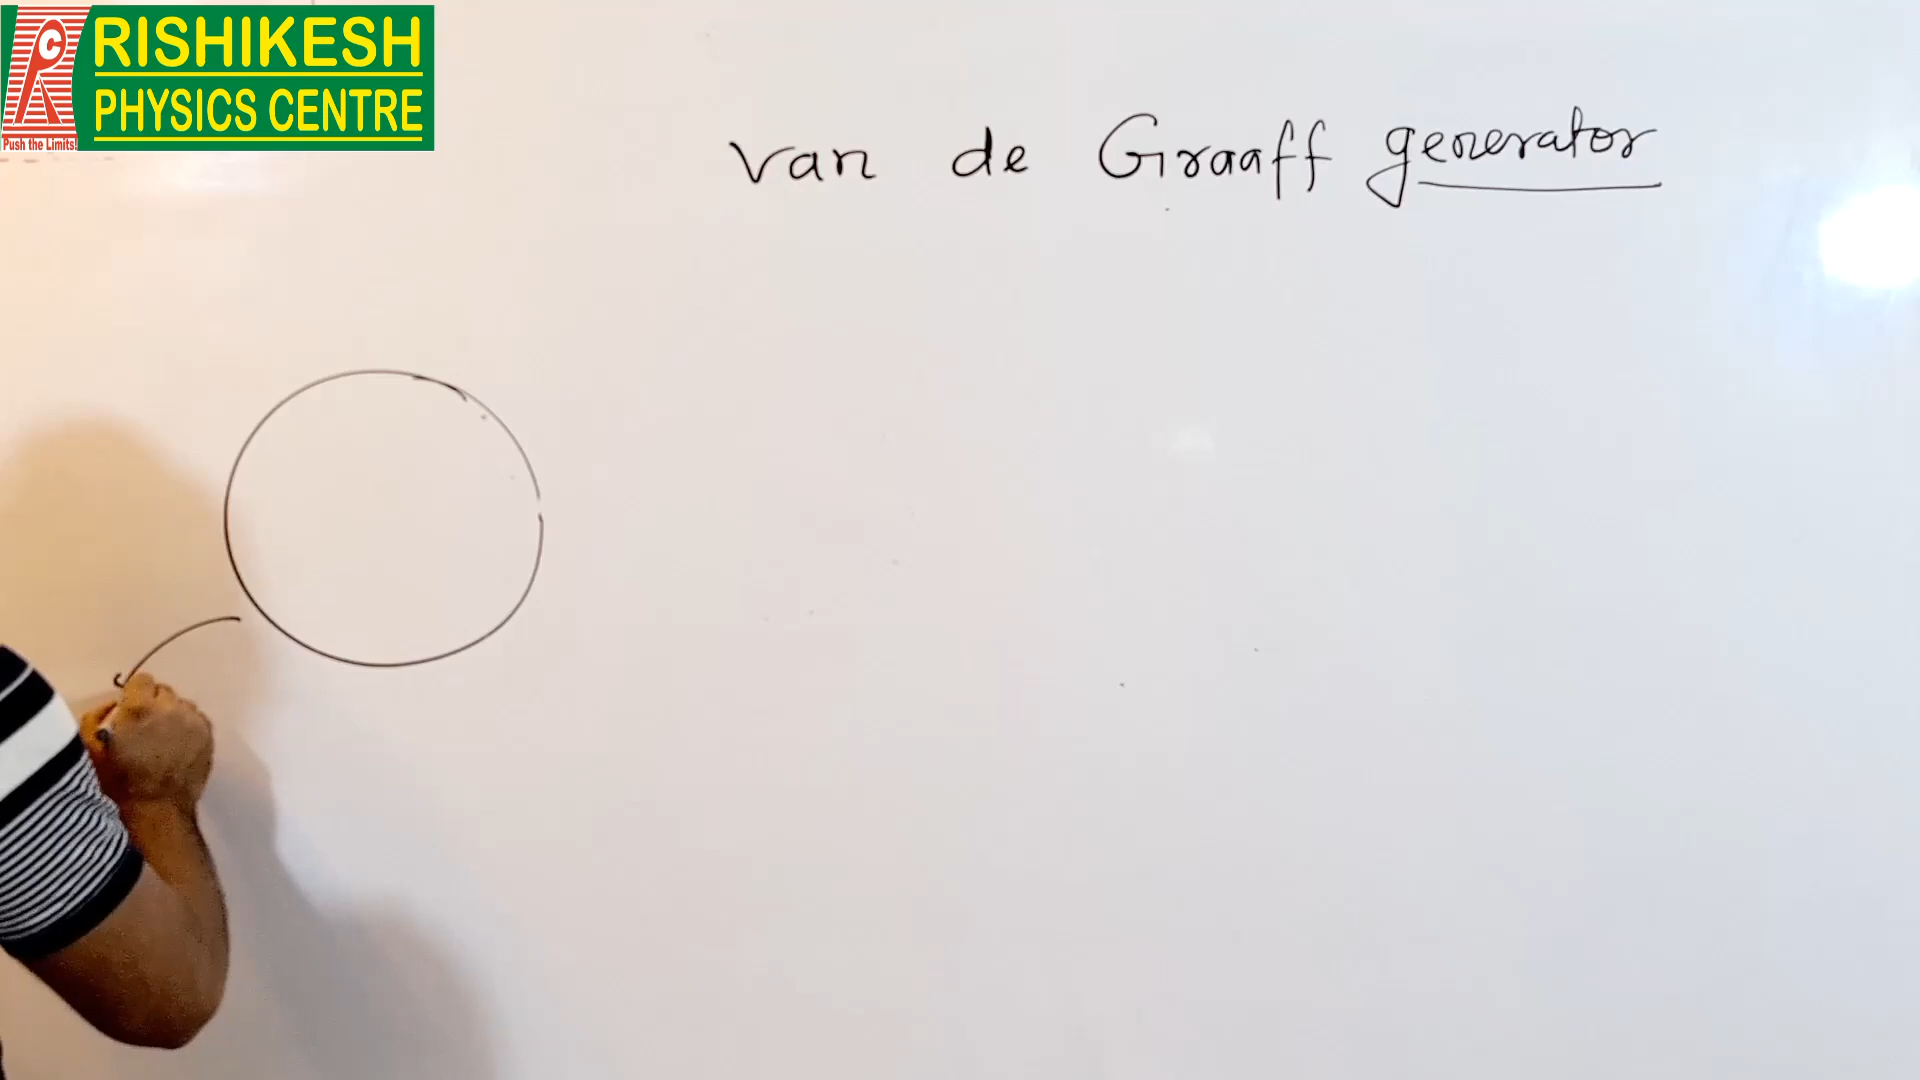 RISHIKESH
PHYSICS CENTRE
Push the Limits!
van de Graaff generator